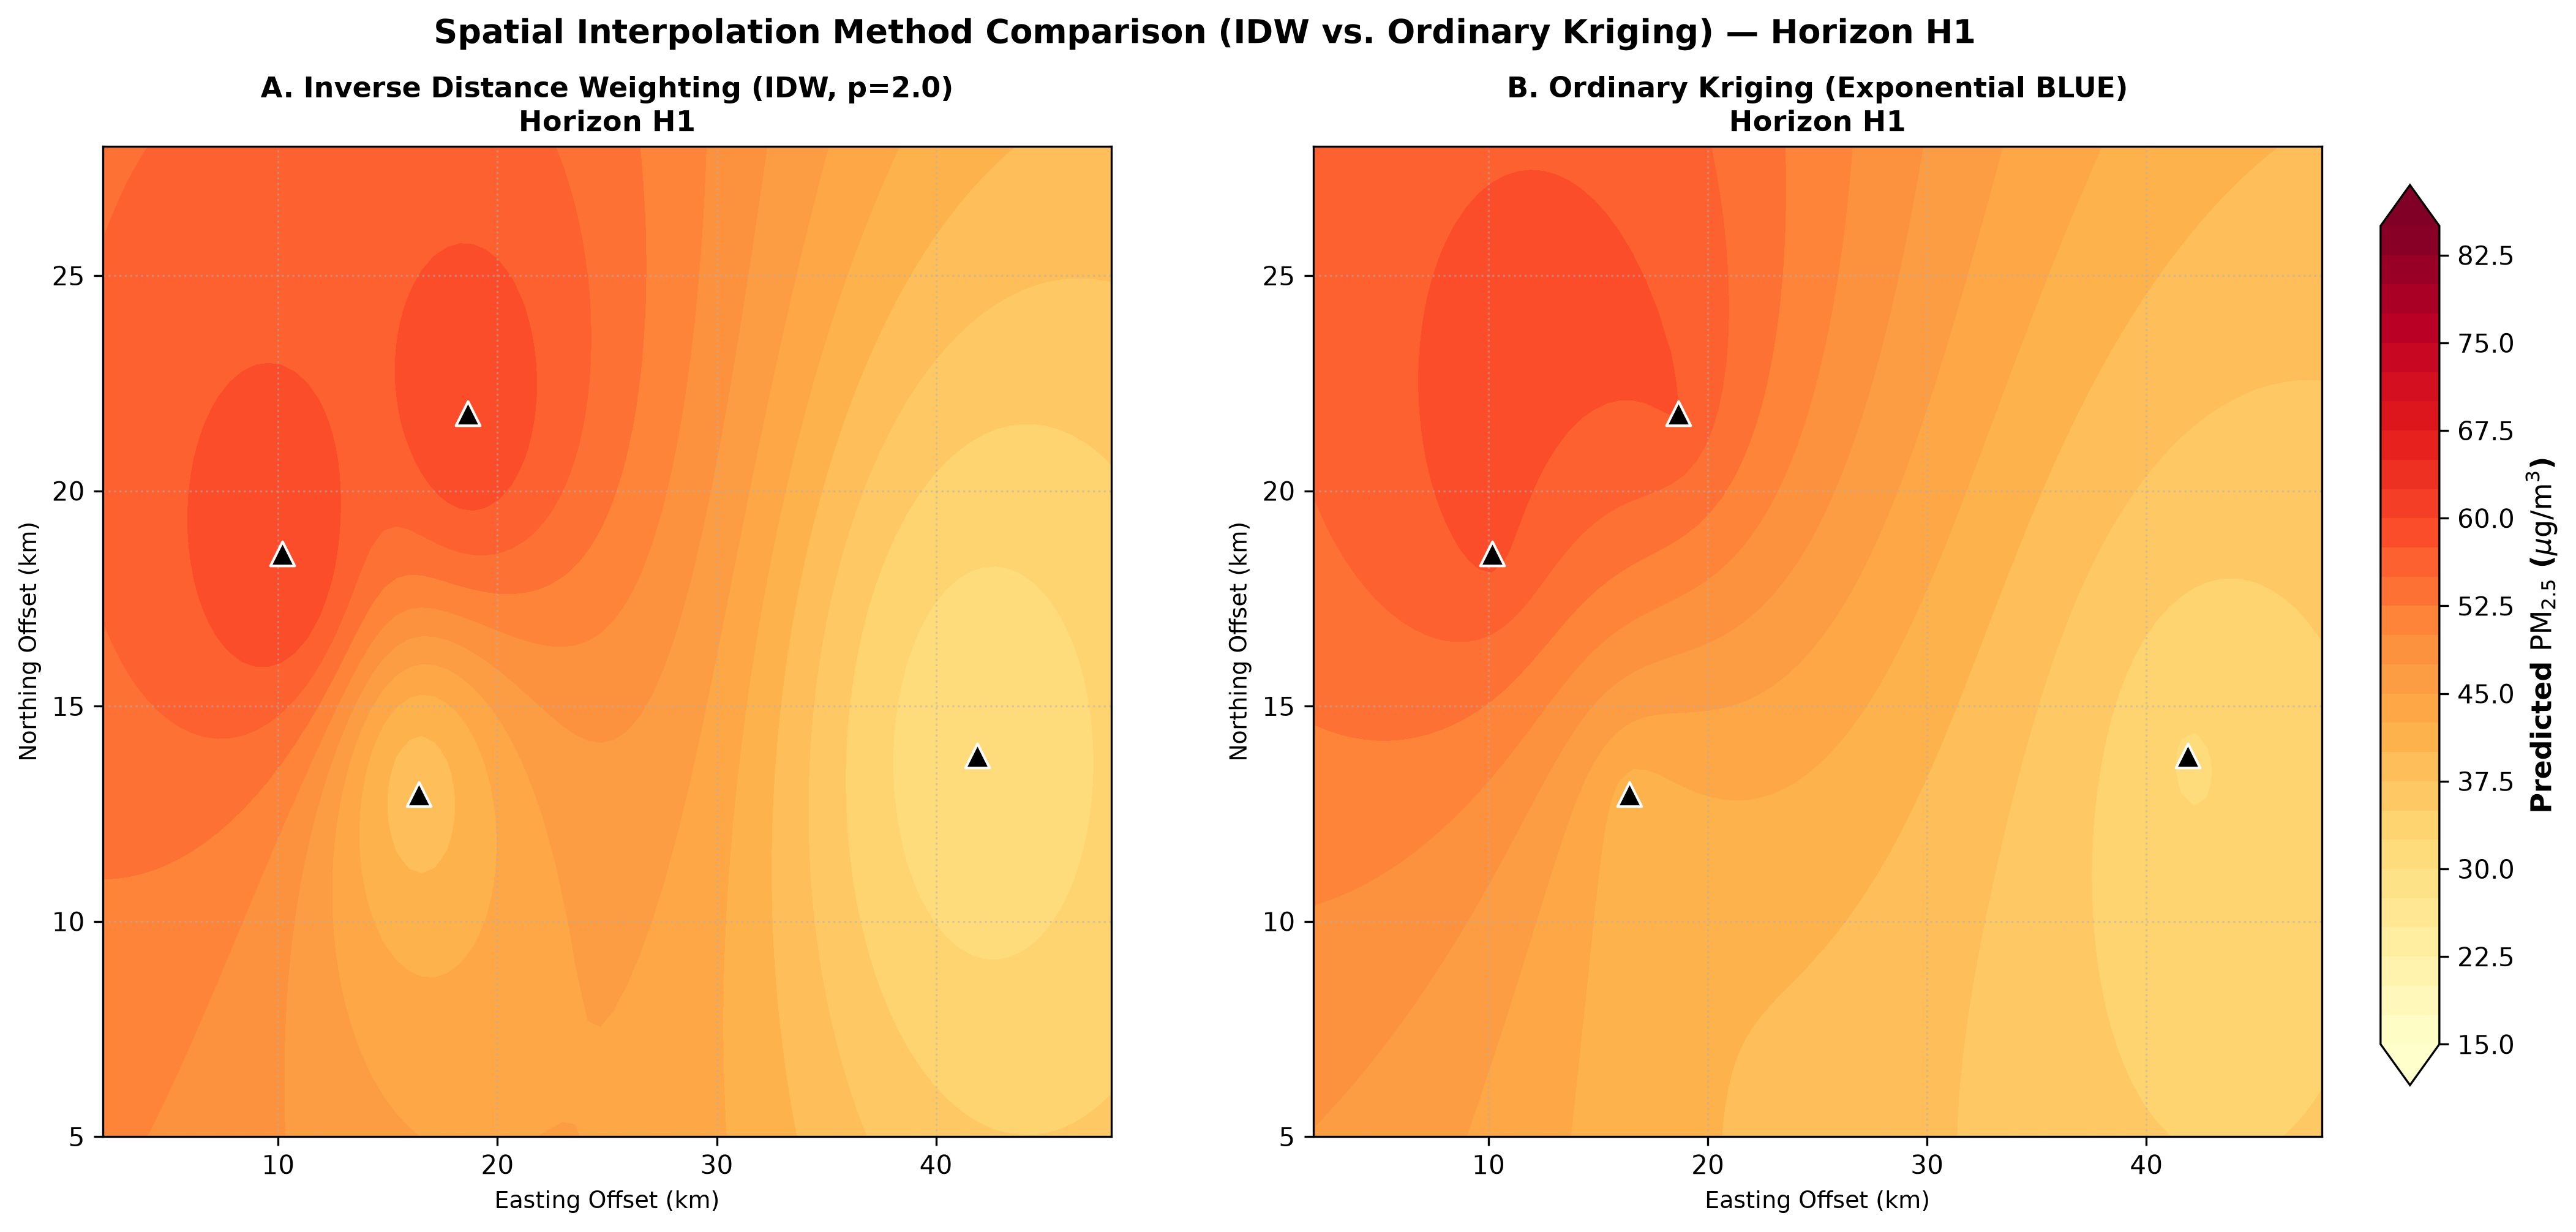 Spatial Interpolation Method Comparison (IDW vs. Ordinary Kriging) — Horizon H1
A. Inverse Distance Weighting (IDW, p=2.0)
Horizon H1
25
20
15
10
5
10
20
30
40
Northing Offset (km)
Easting Offset (km)
B. Ordinary Kriging (Exponential BLUE)
Horizon H1
25
20
15
10
5
10
20
30
40
Northing Offset (km)
Easting Offset (km)
82.5
75.0
67.5
60.0
52.5
45.0
37.5
30.0
22.5
15.0
Predicted PM₂.₅ (μg/m³)